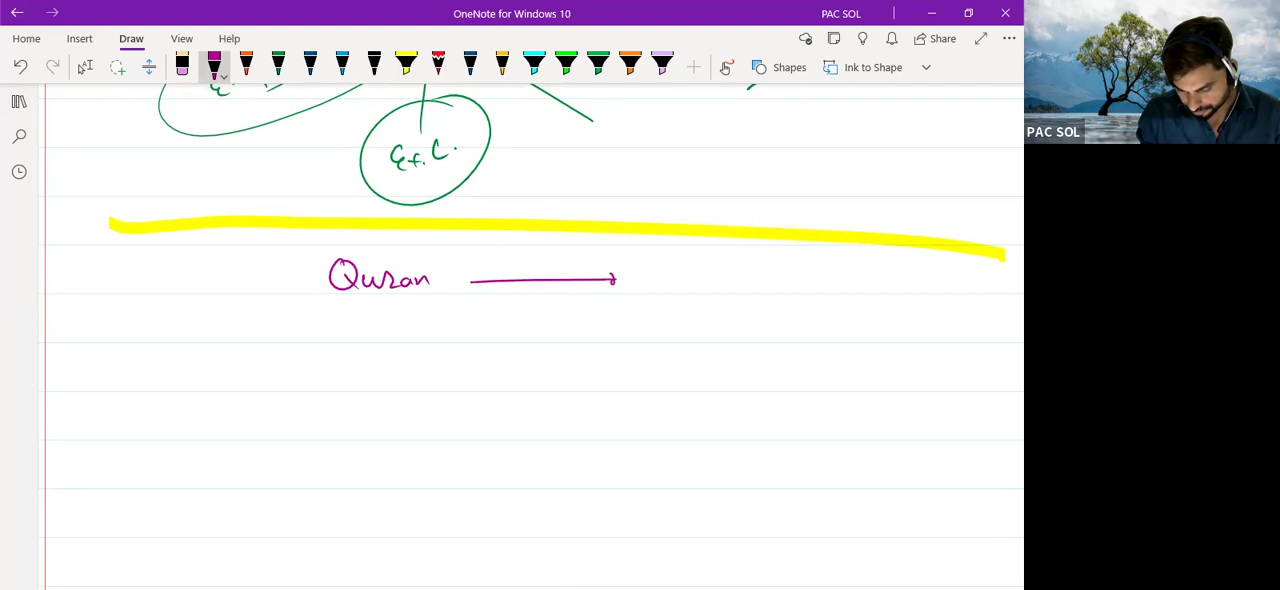 OneNote for Windows 10
PAC SOL
Home Insert Draw View Help
Share
Shapes
Ink to Shape
PAC SOL
Quran